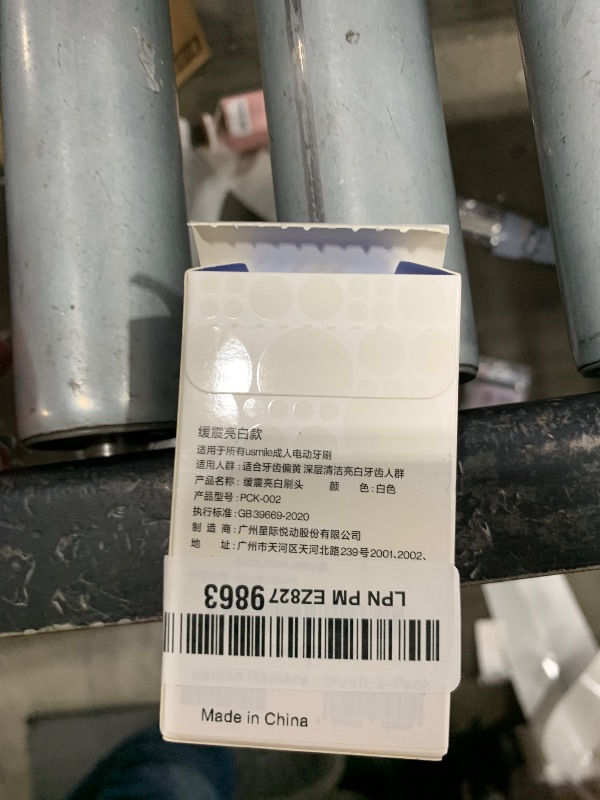 缓震亮白款
适用于所有usmile成人电动牙刷
适用人群:适合牙齿偏黄 深层清洁亮白牙齿人群
产品名称:缓震亮白刷头 颜 色:白色
产品型号:PCK-002
执行标准:GB 39669-2020
制 造 商:广州星际悦动股份有限公司
地 址:广州市天河区天河北路239号2001、2002、
LPN PM EZ8279863
Made in China